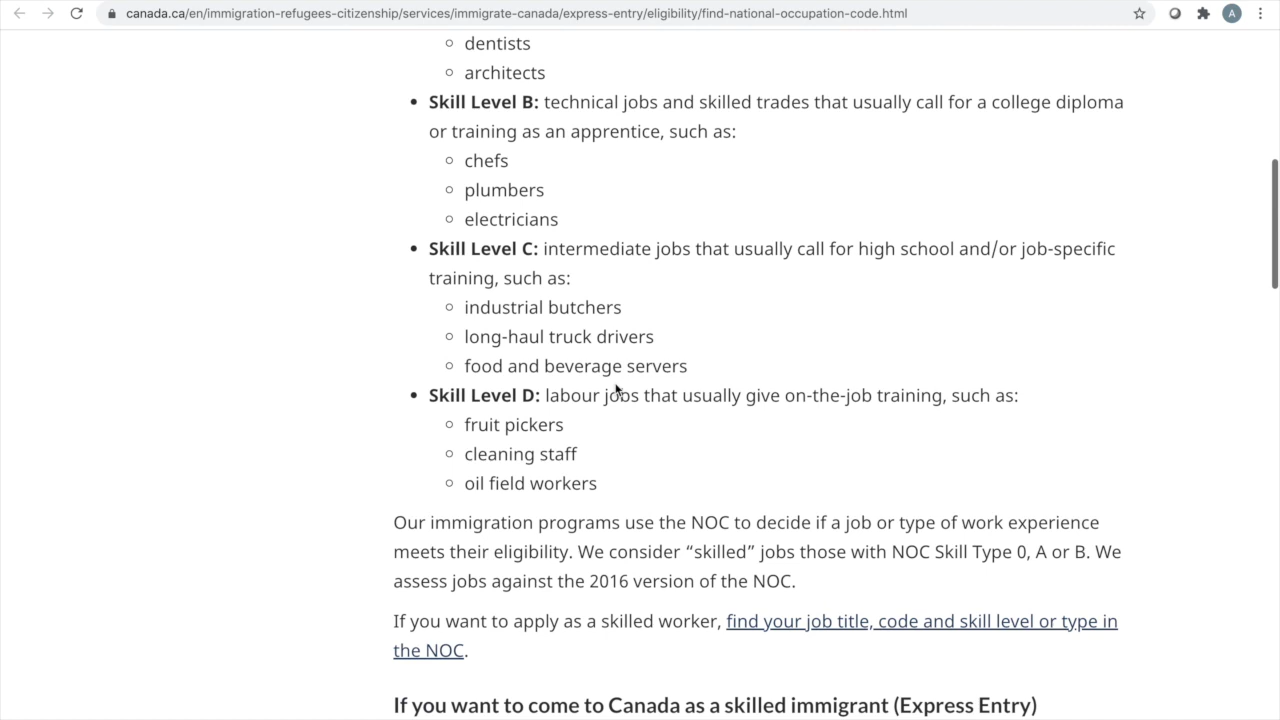 canada.ca/en/immigration-refugees-citizenship/services/immigrate-canada/express-entry/eligibility/find-national-occupation-code.html
A
dentists
architects
Skill Level B: technical jobs and skilled trades that usually call for a college diploma
or training as an apprentice, such as:
chefs
plumbers
electricians
Skill Level C: intermediate jobs that usually call for high school and/or job-specific
training, such as:
industrial butchers
long-haul truck drivers
food and beverage servers
Skill Level D: labour jobs that usually give on-the-job training, such as:
fruit pickers
cleaning staff
oil field workers
Our immigration programs use the NOC to decide if a job or type of work experience
meets their eligibility. We consider “skilled” jobs those with NOC Skill Type 0, A or B. We
assess jobs against the 2016 version of the NOC.
If you want to apply as a skilled worker, find your job title, code and skill level or type in
the NOC.
If you want to come to Canada as a skilled immigrant (Express Entry)